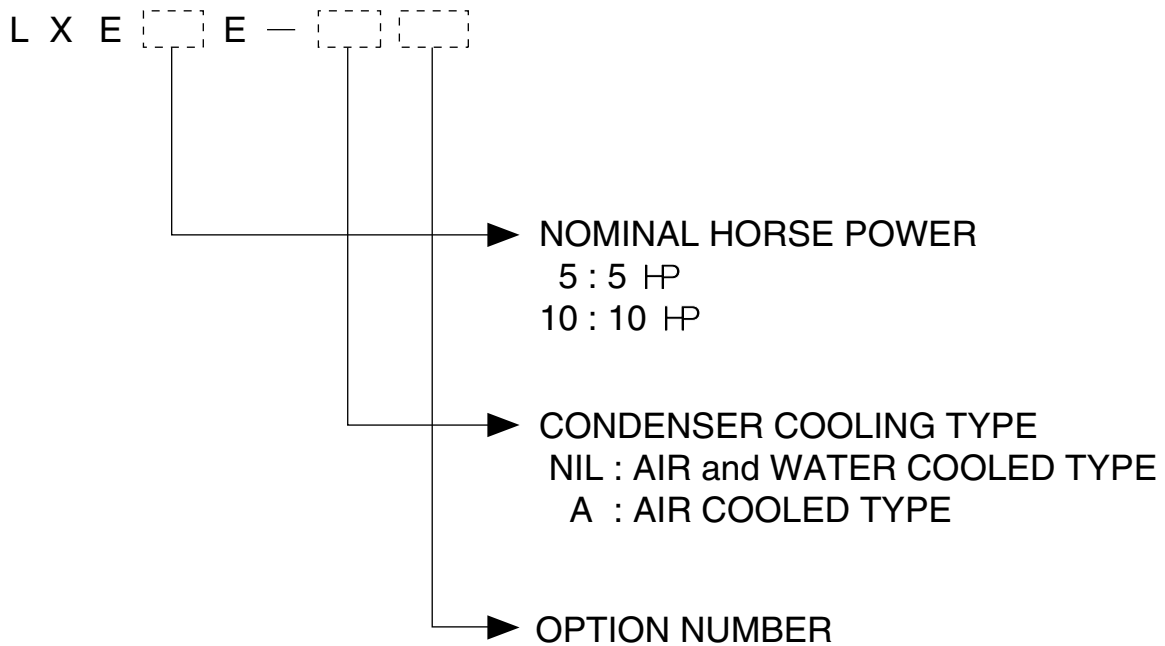 L X E E —
NOMINAL HORSE POWER
5 : 5 HP
10 : 10 HP
CONDENSER COOLING TYPE
NIL : AIR and WATER COOLED TYPE
A : AIR COOLED TYPE
OPTION NUMBER